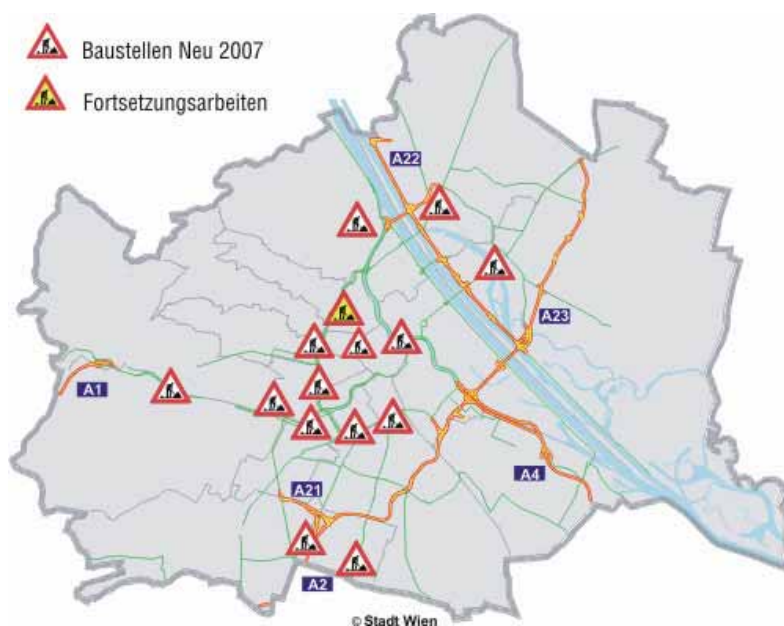 Baustellen Neu 2007
Fortsetzungsarbeiten
A22
A23
A1
A4
A21
A2
© Stadt Wien